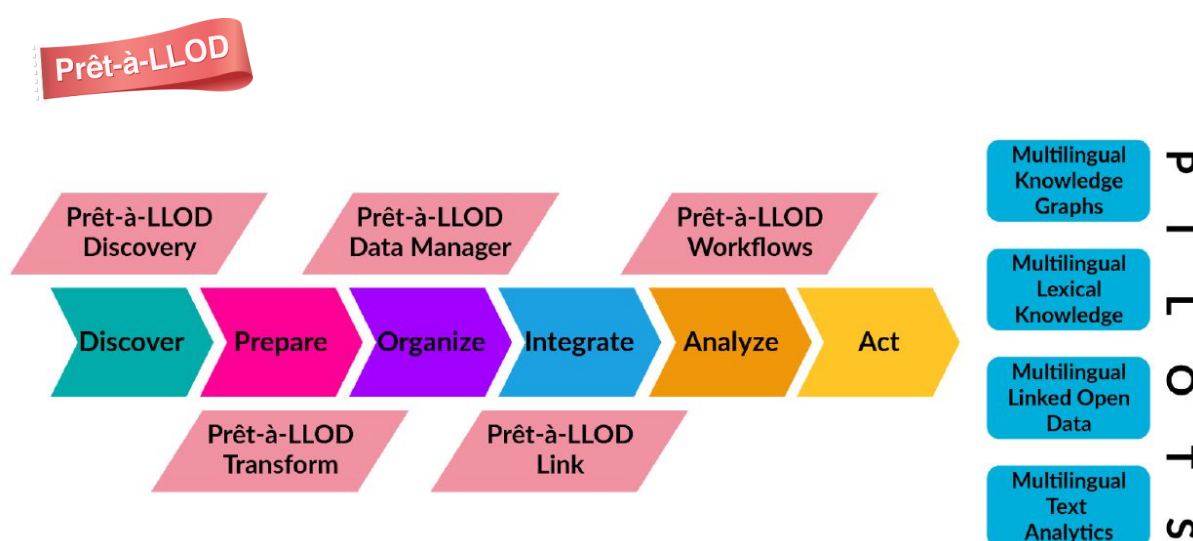 Prêt-à-LLOD
Prêt-à-LLOD
Discovery
Prêt-à-LLOD
Data Manager
Prêt-à-LLOD
Workflows
Discover
Prepare
Organize
Integrate
Analyze
Act
Prêt-à-LLOD
Transform
Prêt-à-LLOD
Link
Multilingual
Knowledge
Graphs
Multilingual
Lexical
Knowledge
Multilingual
Linked Open
Data
Multilingual
Text
Analytics
PILOTS